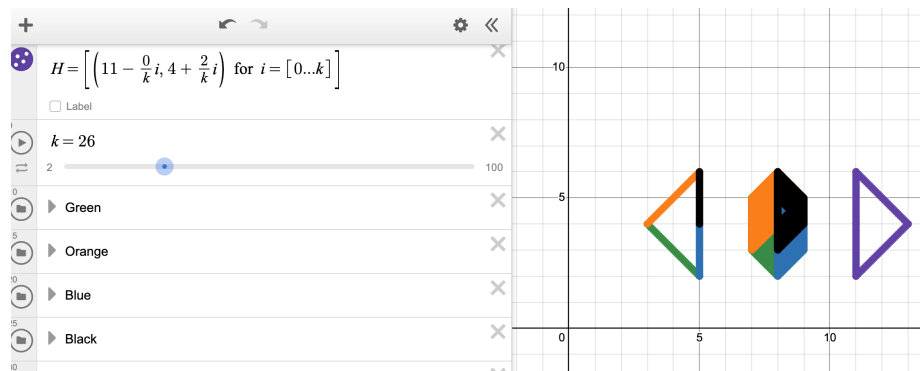 H = [(11 − 0/k i, 4 + 2/k i) for i = [0...k]]
Label
k = 26
2
100
Green
Orange
Blue
Black
10
5
0
5
10